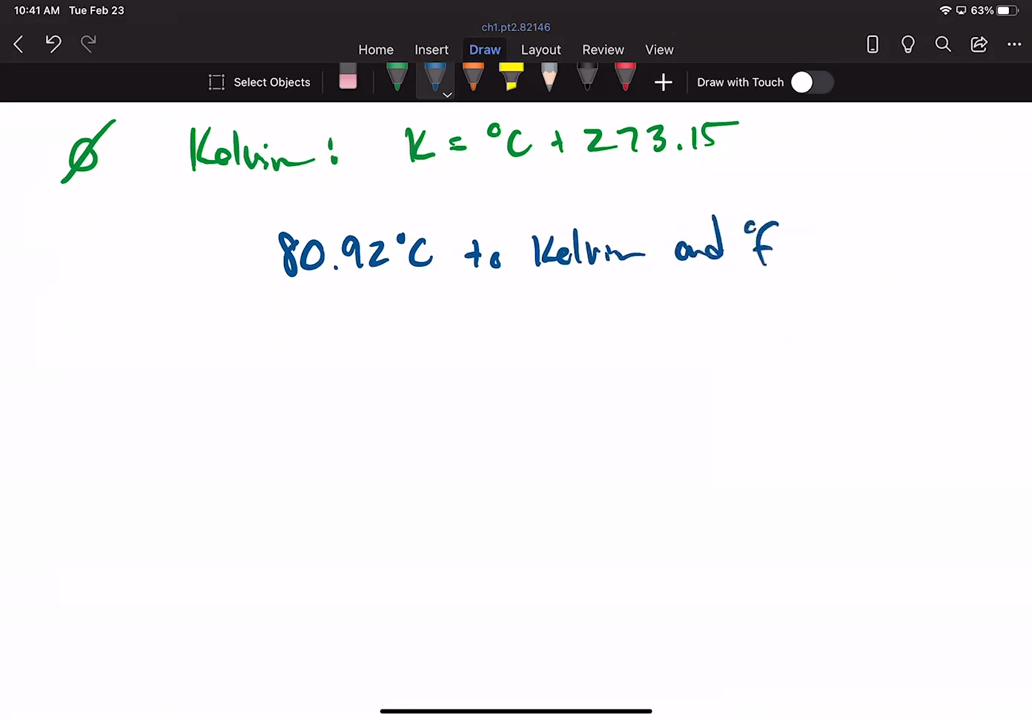 10:41 AM Tue Feb 23 63%
ch1.pt2.82146
Home Insert Draw Layout Review View
Select Objects Draw with Touch
∅ Kelvin: K = °C + 273.15
80.92°C to Kelvin and °F